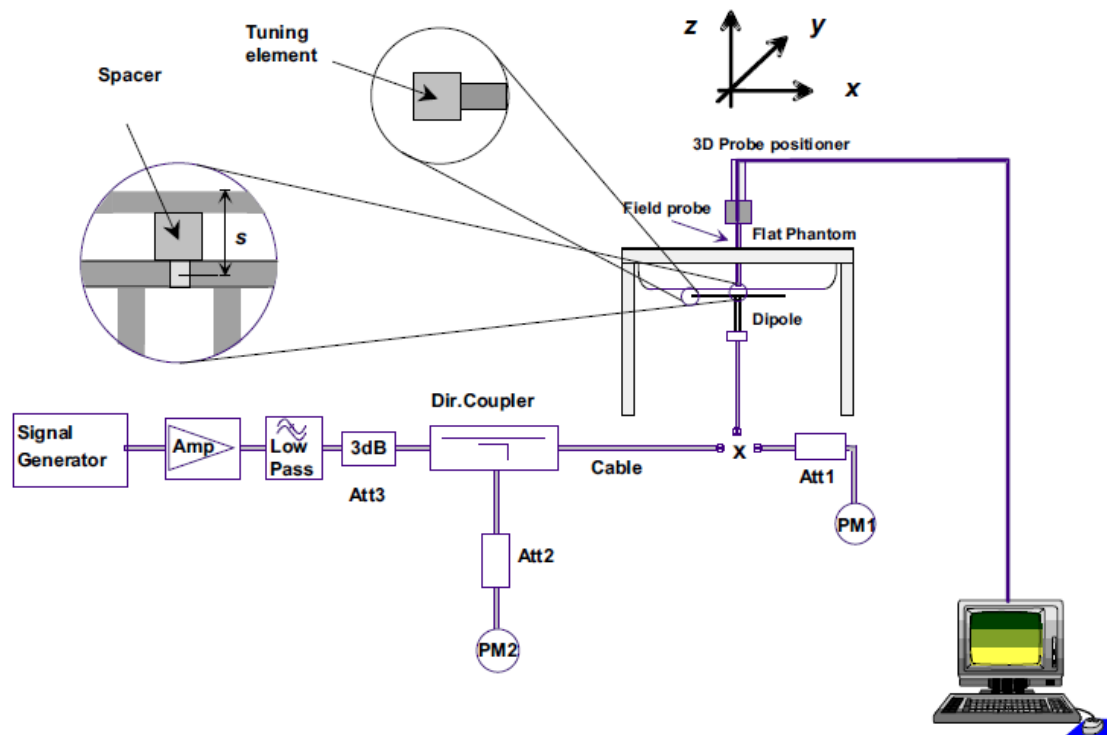 Tuning
element
Spacer
s
z
y
x
3D Probe positioner
Field probe
Flat Phantom
Dipole
Dir.Coupler
Signal
Generator
Amp
Low
Pass
3dB
Att3
Cable
x
Att1
PM1
Att2
PM2